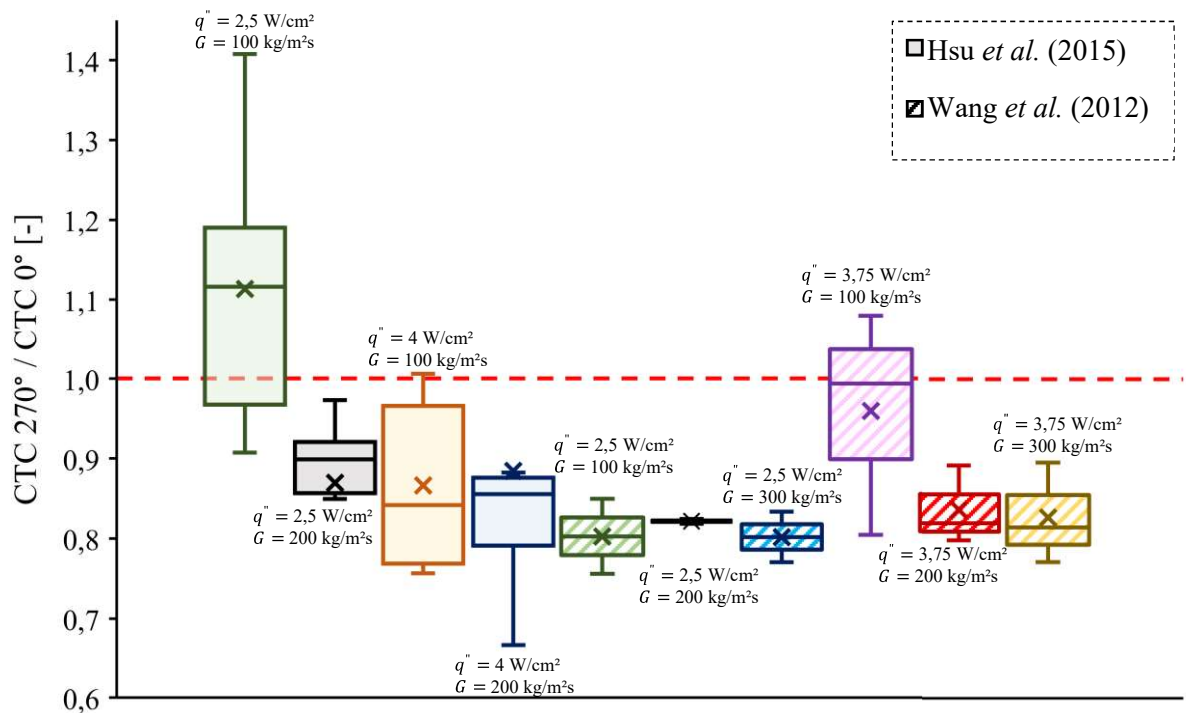 q" = 2,5 W/cm²
G = 100 kg/m²s
Hsu et al. (2015)
Wang et al. (2012)
CTC 270° / CTC 0° [-]
1,4
1,3
1,2
1,1
1,0
0,9
0,8
0,7
0,6
q" = 2,5 W/cm²
G = 200 kg/m²s
q" = 4 W/cm²
G = 100 kg/m²s
q" = 4 W/cm²
G = 200 kg/m²s
q" = 2,5 W/cm²
G = 100 kg/m²s
q" = 2,5 W/cm²
G = 200 kg/m²s
q" = 2,5 W/cm²
G = 300 kg/m²s
q" = 3,75 W/cm²
G = 100 kg/m²s
q" = 3,75 W/cm²
G = 200 kg/m²s
q" = 3,75 W/cm²
G = 300 kg/m²s